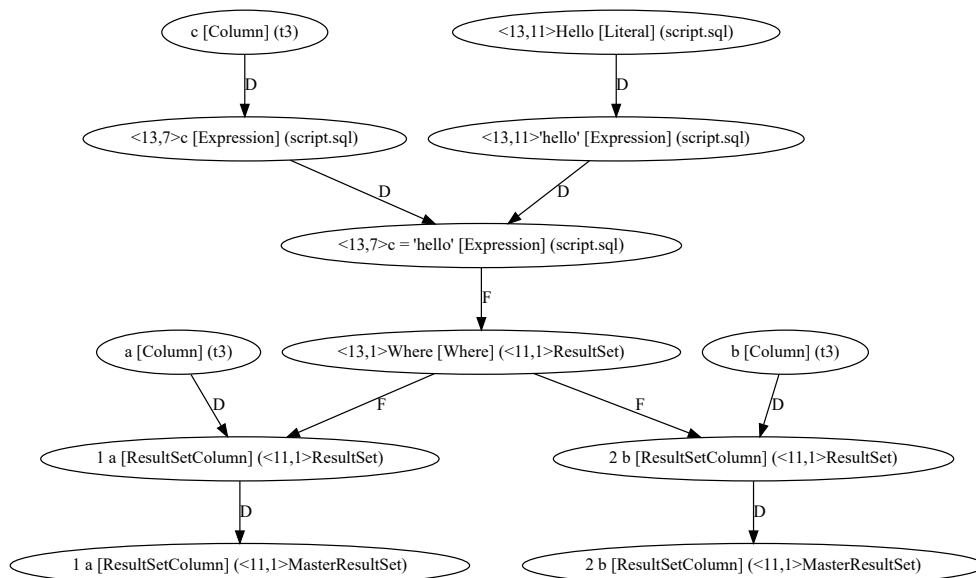 c [Column] (t3)
<13,11>Hello [Literal] (script.sql)
D
D
<13,7>c [Expression] (script.sql)
<13,11>'hello' [Expression] (script.sql)
D
D
<13,7>c = 'hello' [Expression] (script.sql)
F
a [Column] (t3)
<13,1>Where [Where] (<11,1>ResultSet)
b [Column] (t3)
D
F
F
D
1 a [ResultSetColumn] (<11,1>ResultSet)
2 b [ResultSetColumn] (<11,1>ResultSet)
D
D
1 a [ResultSetColumn] (<11,1>MasterResultSet)
2 b [ResultSetColumn] (<11,1>MasterResultSet)